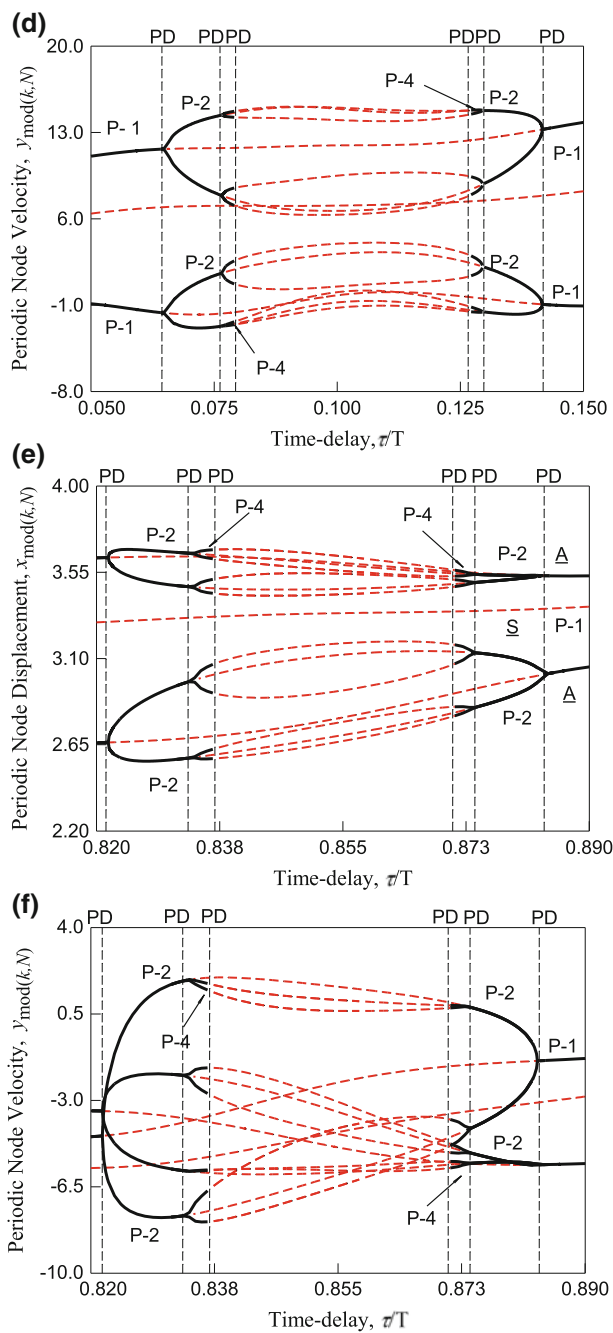 (d)
PD PD PD PD PD PD
20.0
13.0
6.0
-1.0
-8.0
Periodic Node Velocity, y mod(k,N)
P- 1
P-2
P-4
P-2
P-1
P-2
P-2
P-1
P-1
P-4
0.050 0.075 0.100 0.125 0.150
Time-delay, τ/T
(e)
PD PD PD PD PD PD
4.00
3.55
3.10
2.65
2.20
Periodic Node Displacement, x mod(k,N)
P-2
P-4
P-4
P-2
A
S
P-1
A
P-2
P-2
0.820 0.838 0.855 0.873 0.890
Time-delay, τ/T
(f)
PD PD PD PD PD PD
4.0
0.5
-3.0
-6.5
-10.0
Periodic Node Velocity, y mod(k,N)
P-2
P-2
P-4
P-1
P-2
P-2
P-4
0.820 0.838 0.855 0.873 0.890
Time-delay, τ/T